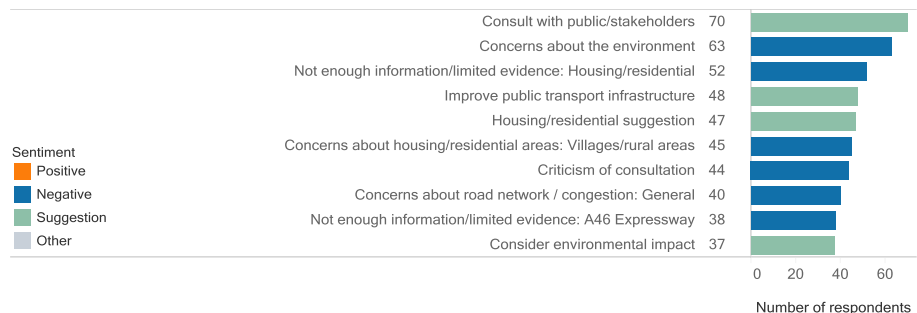 Consult with public/stakeholders 70
Concerns about the environment 63
Not enough information/limited evidence: Housing/residential 52
Improve public transport infrastructure 48
Housing/residential suggestion 47
Concerns about housing/residential areas: Villages/rural areas 45
Criticism of consultation 44
Concerns about road network / congestion: General 40
Not enough information/limited evidence: A46 Expressway 38
Consider environmental impact 37
Sentiment
Positive
Negative
Suggestion
Other
0 20 40 60
Number of respondents